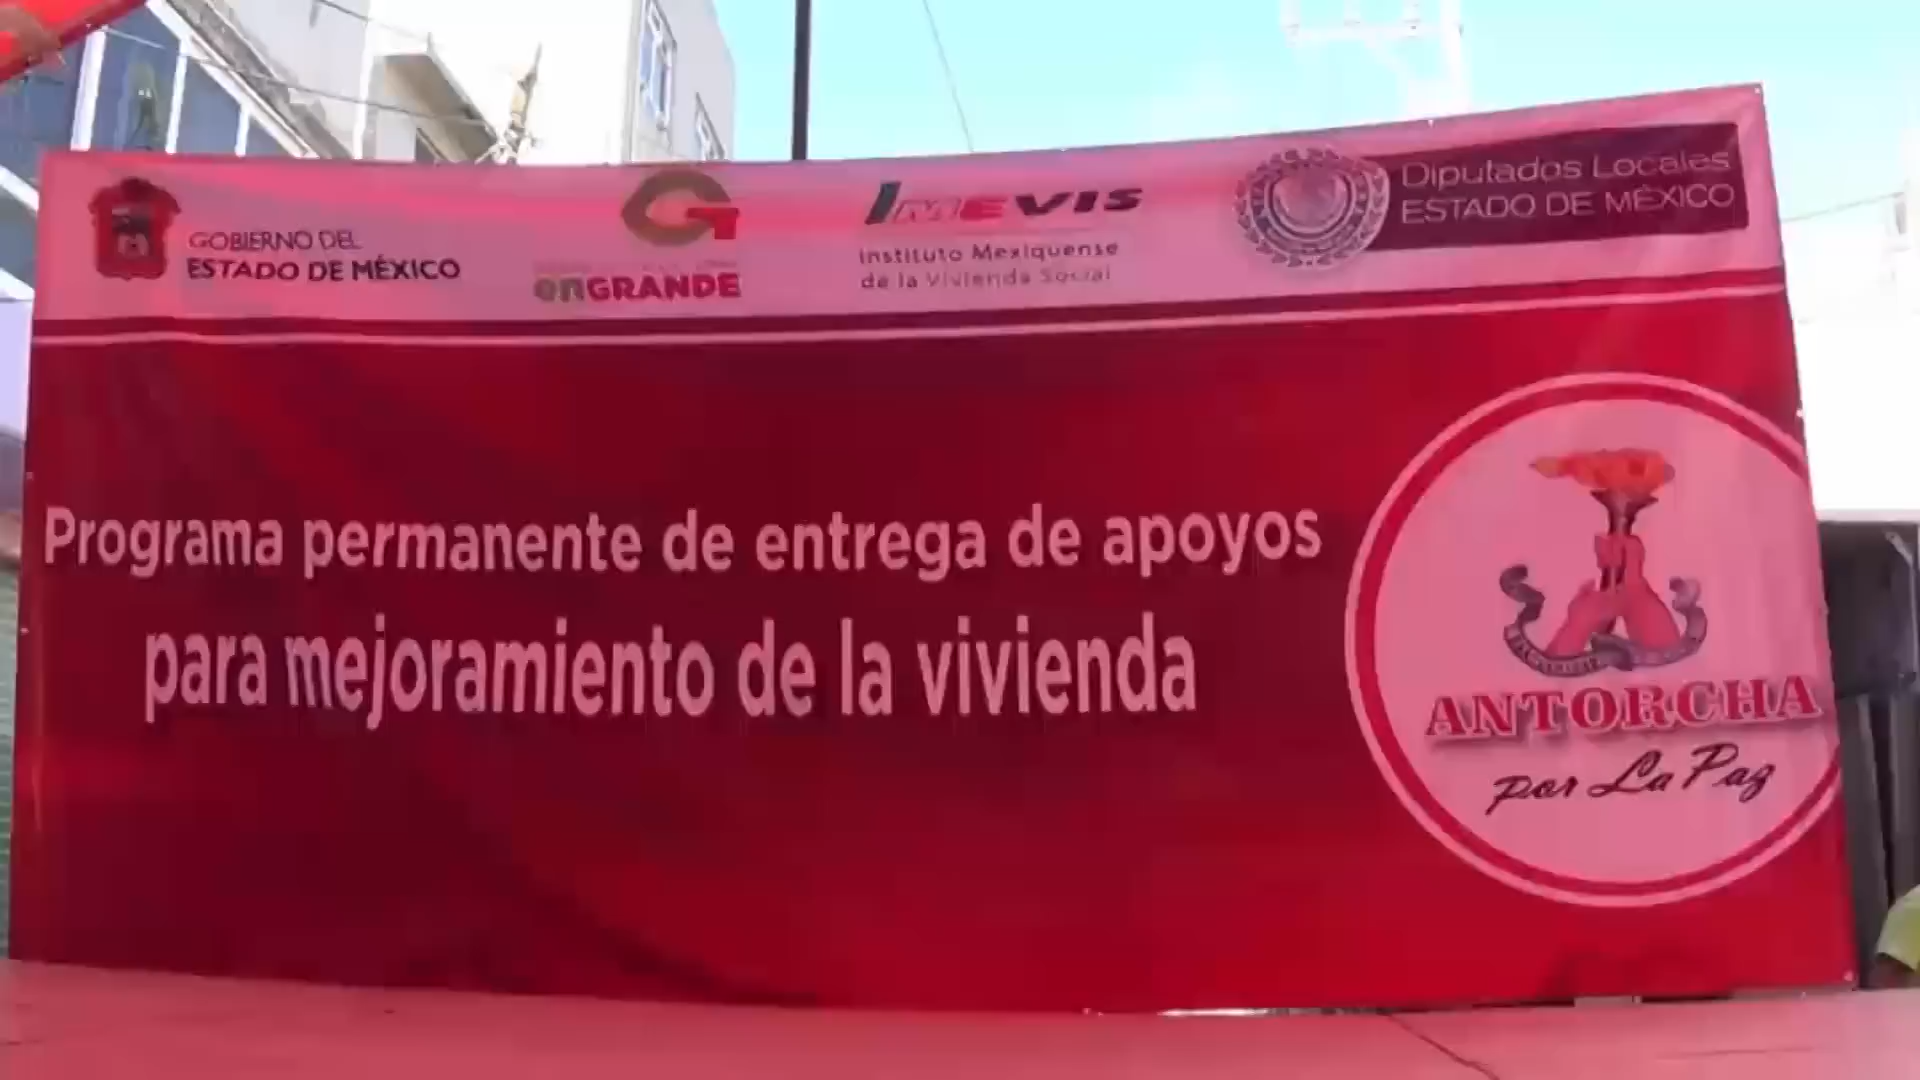 GOBIERNO DEL
ESTADO DE MÉXICO
enGRANDE
IMEVIS
Instituto Mexiquense
de la Vivienda Social
Diputados Locales
ESTADO DE MÉXICO
Programa permanente de entrega de apoyos
para mejoramiento de la vivienda
ANTORCHA
por La Paz